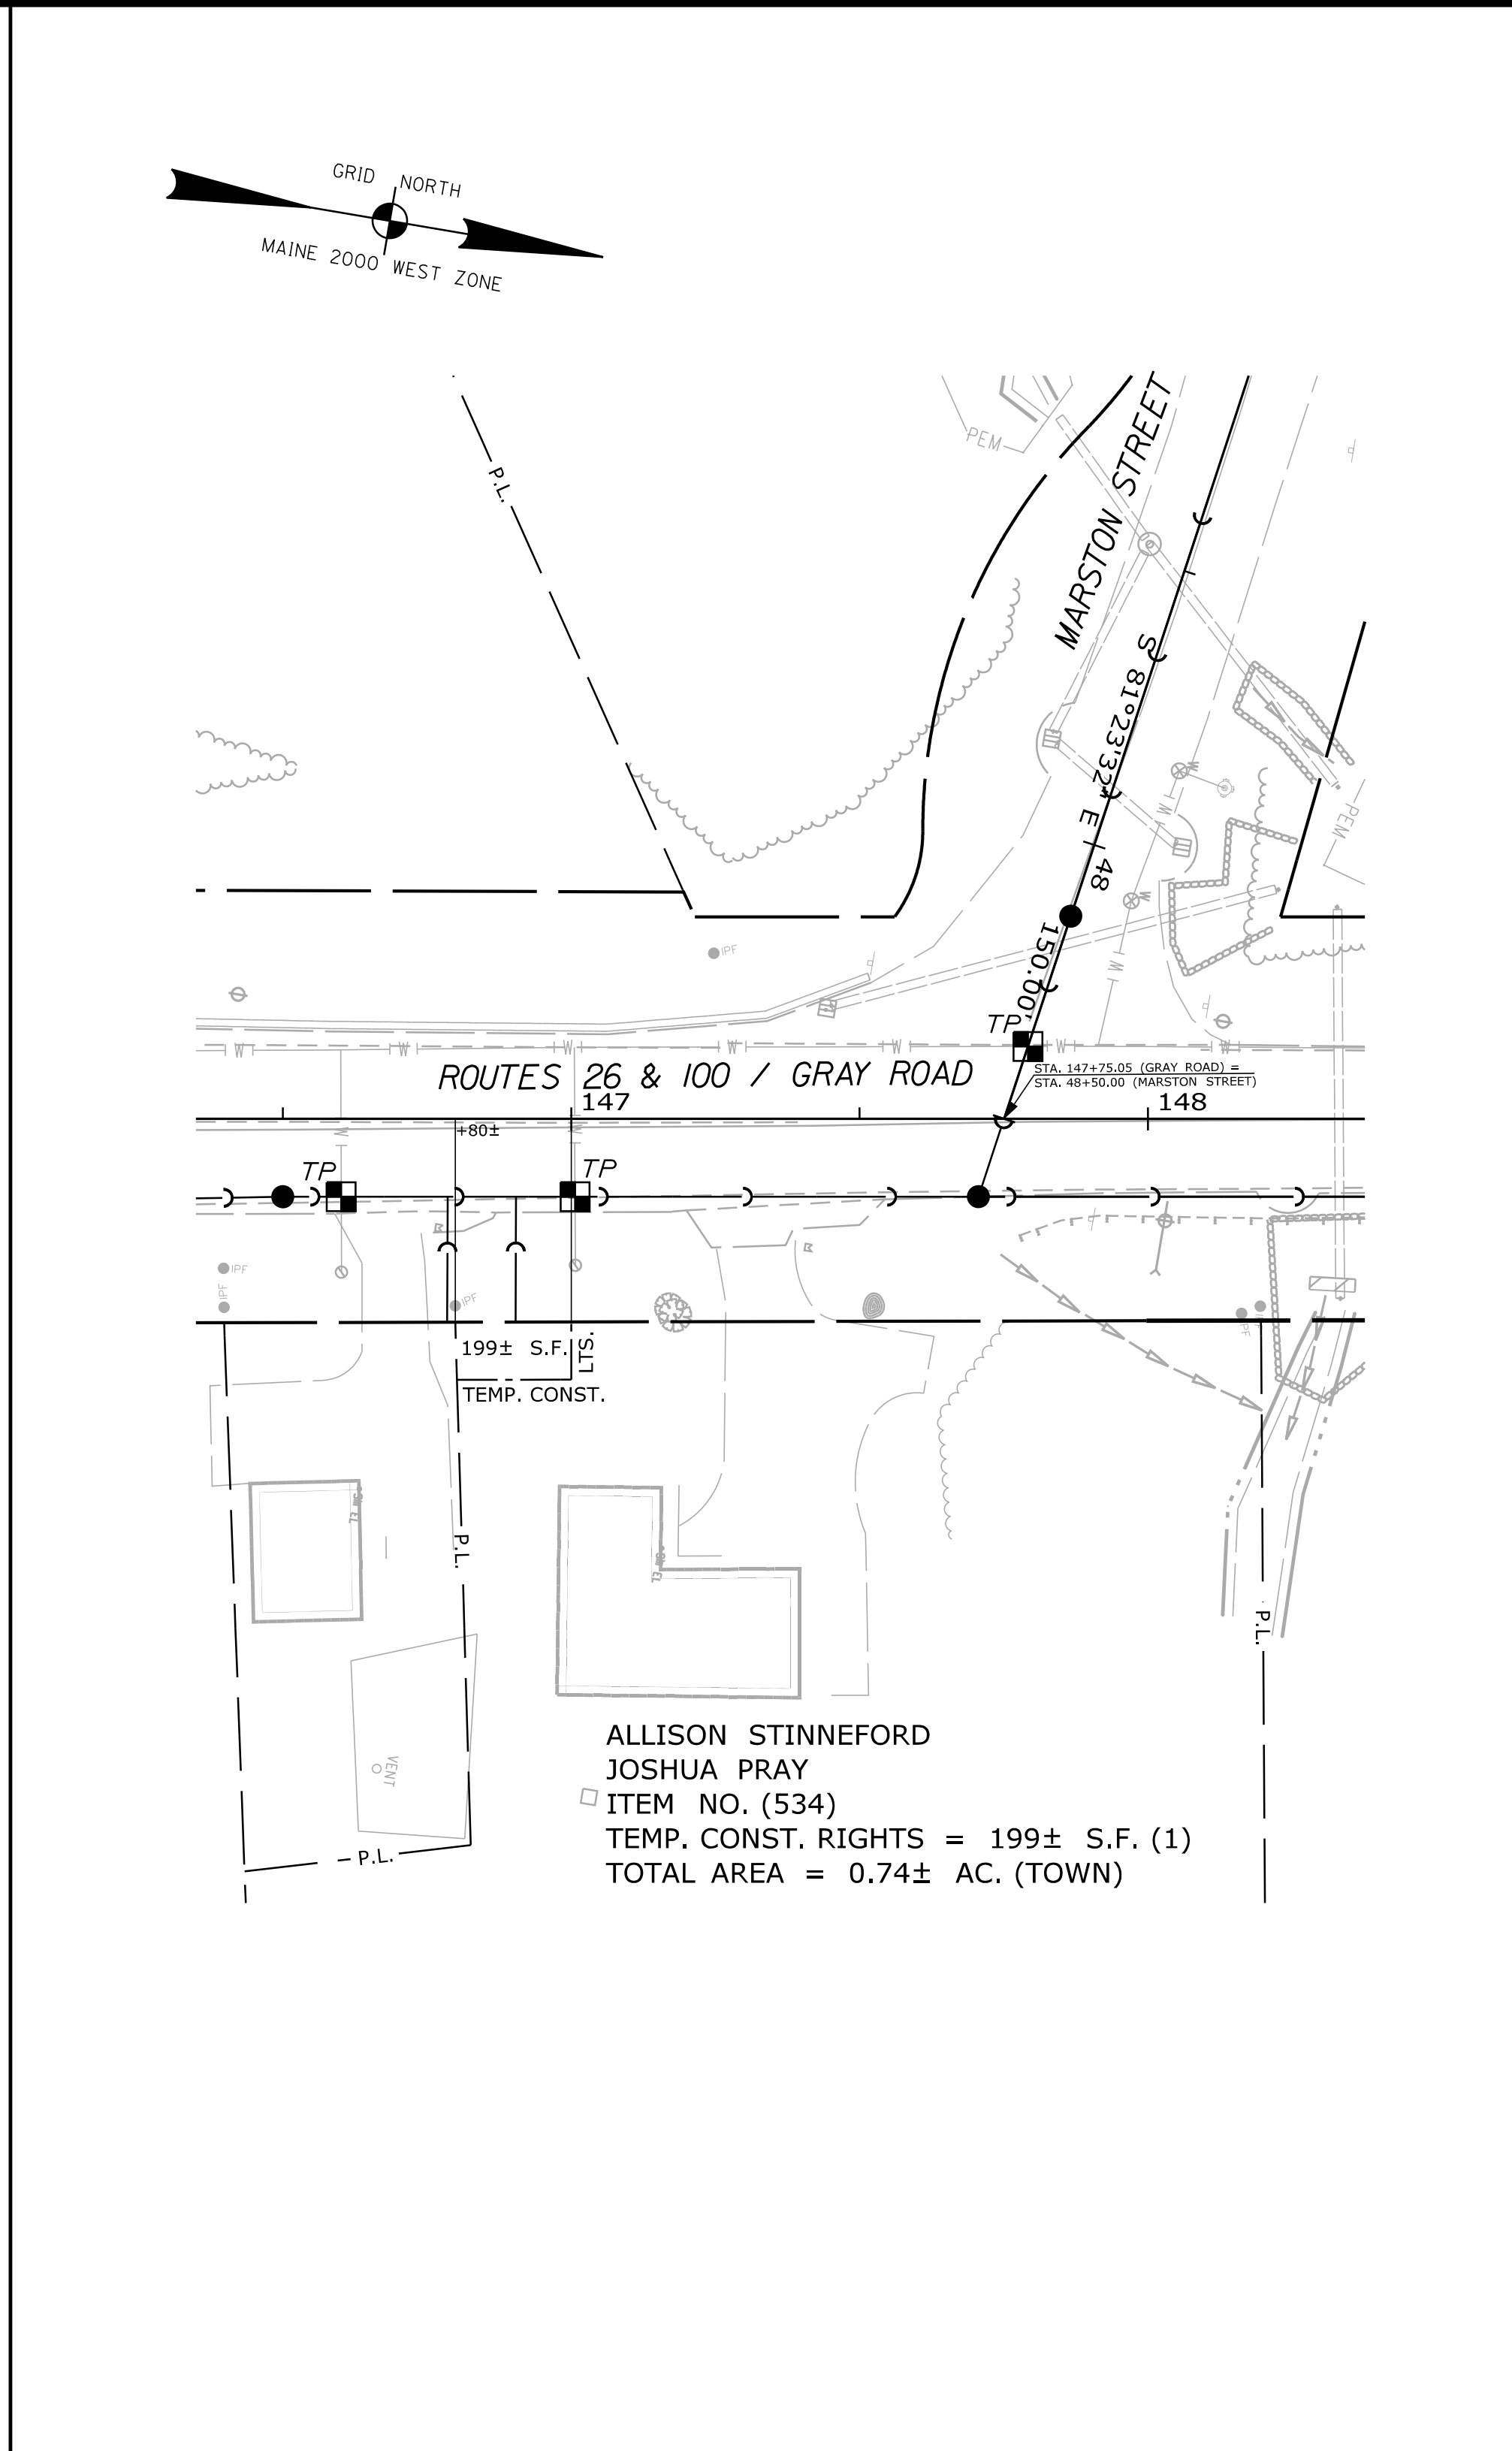 GRID NORTH
MAINE 2000 WEST ZONE
P.L.
PEM
MARSTON STREET
S 81°23'32" E
48
150.00'
W
W
W
W
PEM
IPF
W
W
W
W
W
TP
W
W
ROUTES 26 & 100 / GRAY ROAD
STA. 147+75.05 (GRAY ROAD) =
STA. 48+50.00 (MARSTON STREET)
147
148
+80±
W
W
TP
TP
IPF
IPF
IPF
IPF
199± S.F.
LTS.
TEMP. CONST.
EL
EL
P.L.
P.L.
VENT
P.L.
ALLISON STINNEFORD
JOSHUA PRAY
ITEM NO. (534)
TEMP. CONST. RIGHTS = 199± S.F. (1)
TOTAL AREA = 0.74± AC. (TOWN)